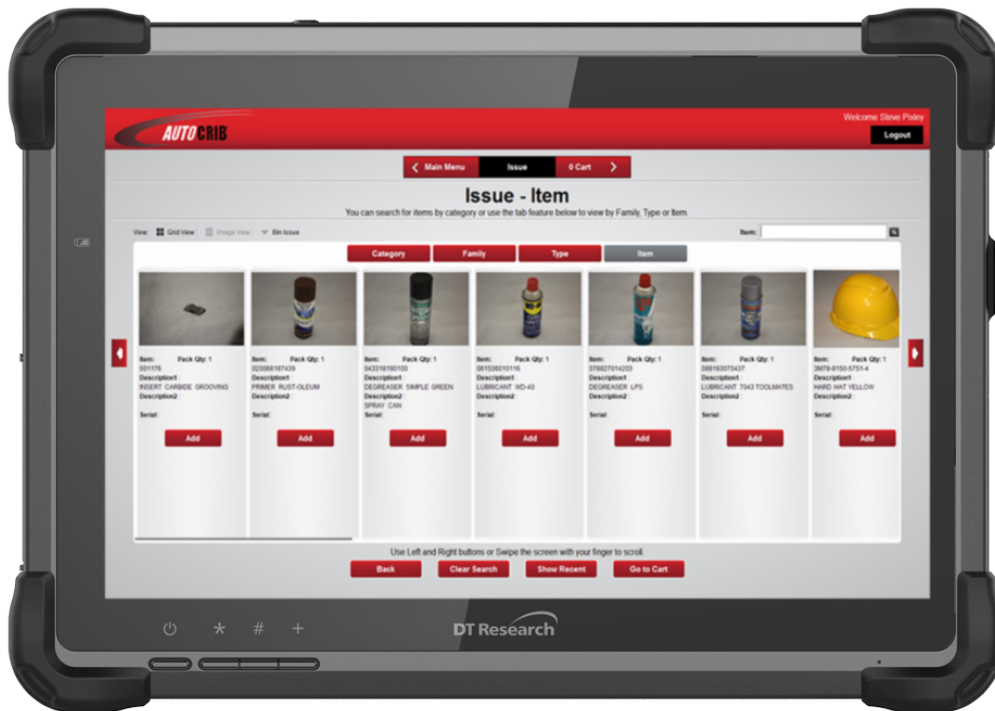 Welcome Steve Pixley
AUTOCRIB
Logout
Main Menu
Issue
0 Cart
Issue - Item
You can search for items by category or use the tab feature below to view by Family, Type or Item.
View: Grid View Image View Bin Issue
Item:
Category Family Type Item
Item: Pack Qty: 1
001176
Description1 :
INSERT CARBIDE GROOVING
Description2 :
Serial:
Add
Item: Pack Qty: 1
020066187439
Description1 :
PRIMER RUST-OLEUM
Description2 :
Serial:
Add
Item: Pack Qty: 1
043318180100
Description1 :
DEGREASER SIMPLE GREEN
Description2 :
SPRAY CAN
Serial:
Add
Item: Pack Qty: 1
Description1 :
LUBRICANT WD-40
Description2 :
Serial:
Add
Item: Pack Qty: 1
078827014203
Description1 :
DEGREASER LPS
Description2 :
Serial:
Add
Item: Pack Qty: 1
088193070437
Description1 :
LUBRICANT 7043 TOOLMATES
Description2 :
Serial:
Add
Item: Pack Qty: 1
Description1 :
HARD HAT YELLOW
Description2 :
Serial:
Add
Use Left and Right buttons or Swipe the screen with your finger to scroll.
Back
Clear Search
Show Recent
Go to Cart
* # +
DT Research